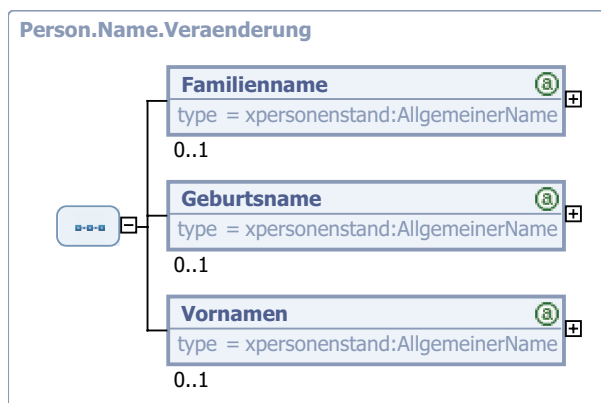 Person.Name.Veraenderung
Familienname
type = xpersonenstand:AllgemeinerName
0..1
Geburtsname
type = xpersonenstand:AllgemeinerName
0..1
Vornamen
type = xpersonenstand:AllgemeinerName
0..1